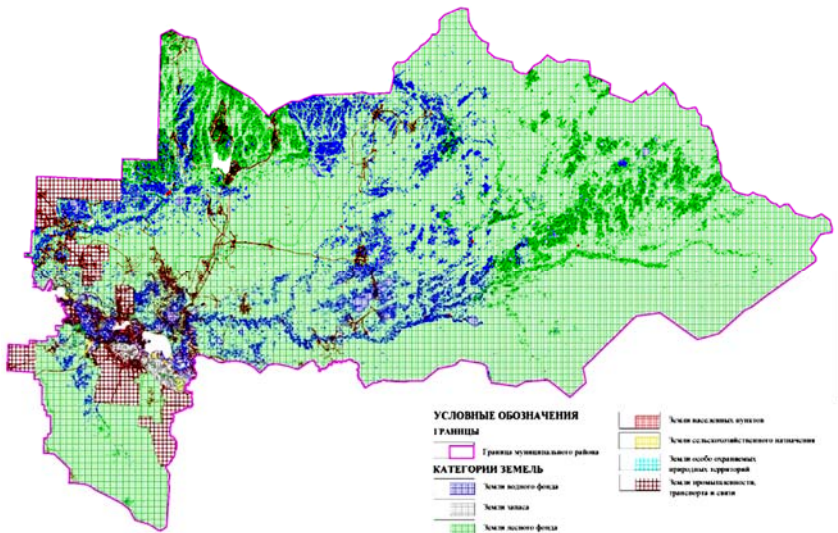 УСЛОВНЫЕ ОБОЗНАЧЕНИЯ
ГРАНИЦЫ
Граница муниципального района
КАТЕГОРИИ ЗЕМЕЛЬ
Земли водного фонда
Земли запаса
Земли лесного фонда
Земли населенных пунктов
Земли сельскохозяйственного назначения
Земли особо охраняемых
природных территорий
Земли промышленности,
транспорта и связи